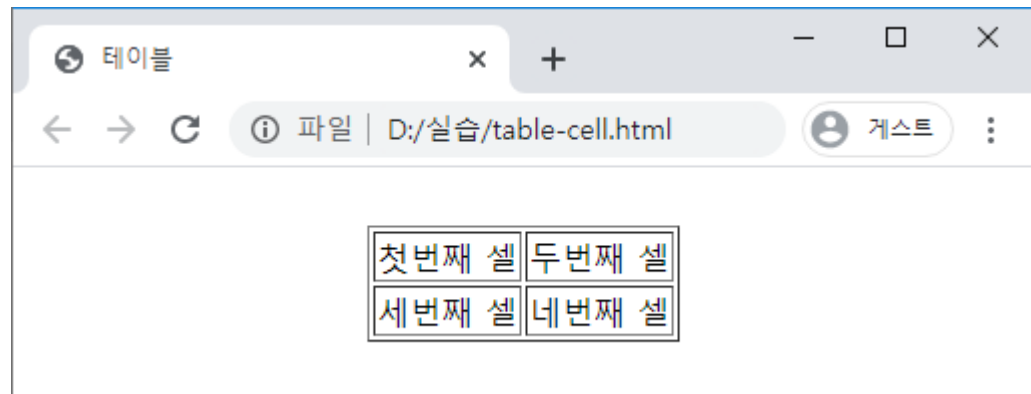 테이블
파일 | D:/실습/table-cell.html 게스트
첫번째 셀 두번째 셀
세번째 셀 네번째 셀